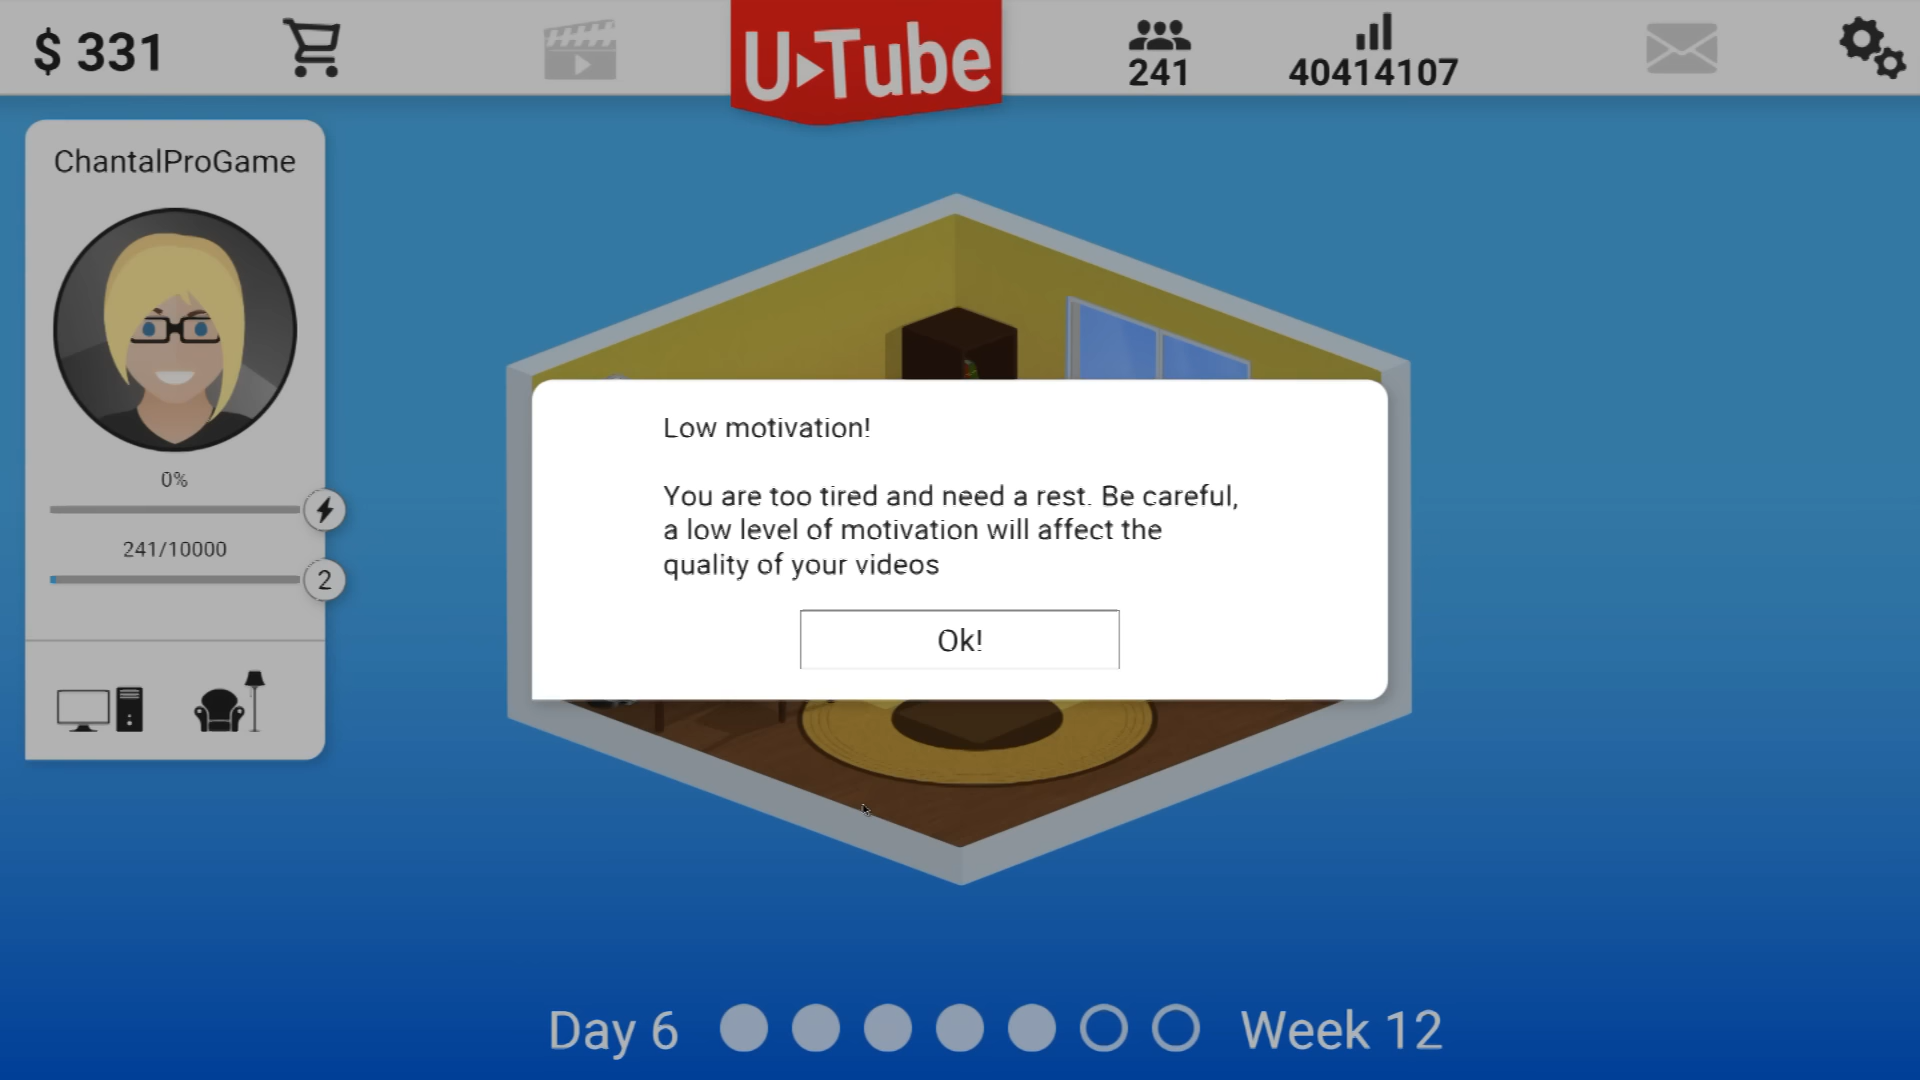 $ 331
U Tube
241
40414107
ChantalProGame
0%
241/10000
2
Low motivation!
You are too tired and need a rest. Be careful,
a low level of motivation will affect the
quality of your videos
Ok!
Day 6
Week 12